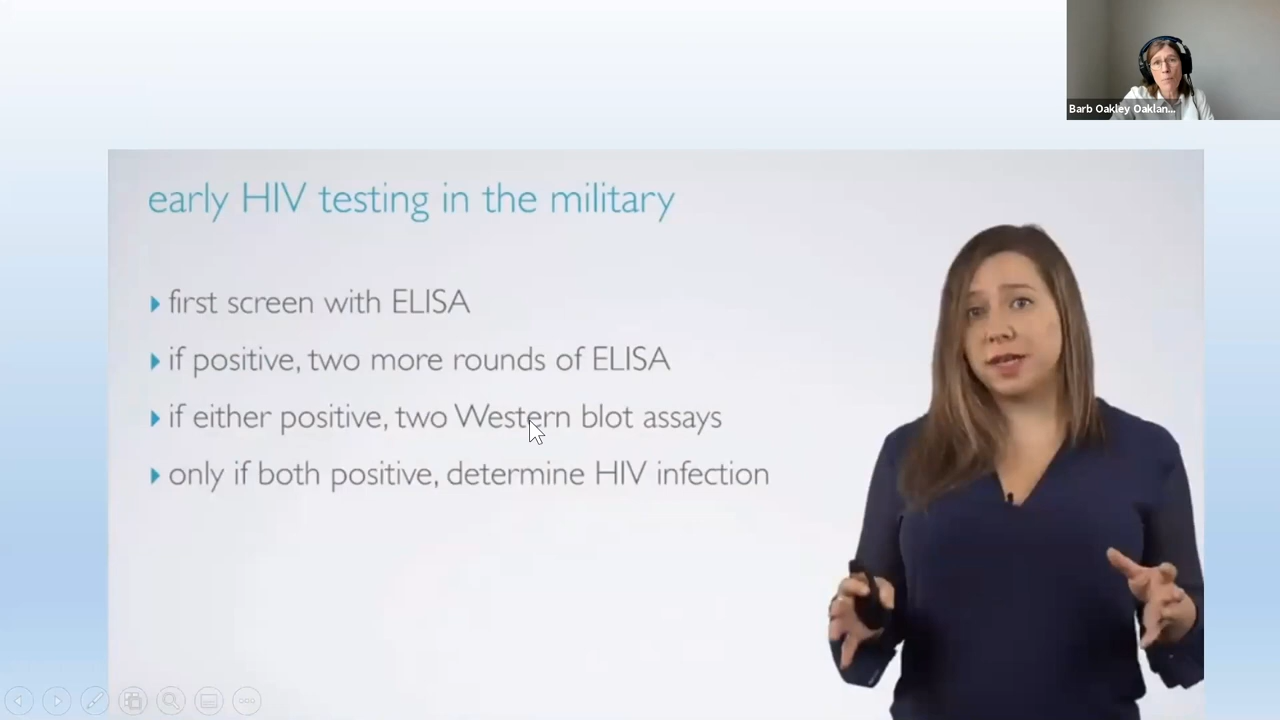 Barb Oakley Oaklan...
early HIV testing in the military
first screen with ELISA
if positive, two more rounds of ELISA
if either positive, two Western blot assays
only if both positive, determine HIV infection